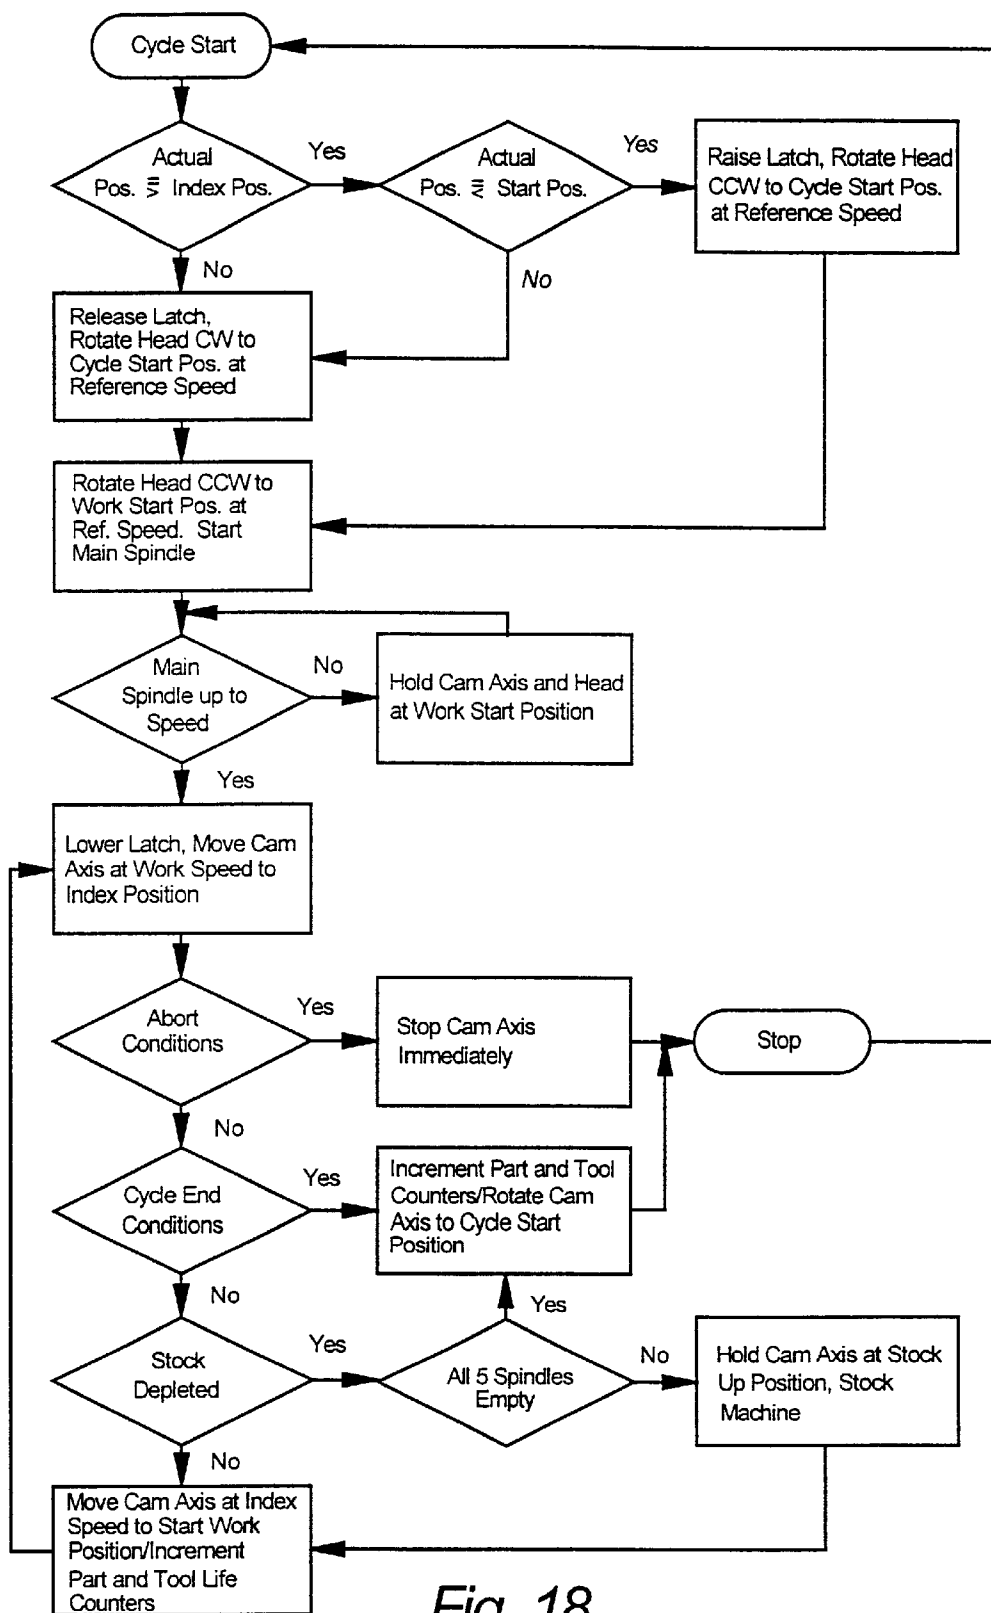 Cycle Start
Actual
Pos. ⋝ Index Pos.
Yes
Actual
Pos. ⋜ Start Pos.
Yes
Raise Latch, Rotate Head
CCW to Cycle Start Pos.
at Reference Speed
No
No
Release Latch,
Rotate Head CW to
Cycle Start Pos. at
Reference Speed
Rotate Head CCW to
Work Start Pos. at
Ref. Speed. Start
Main Spindle
Main
Spindle up to
Speed
No
Hold Cam Axis and Head
at Work Start Position
Yes
Lower Latch, Move Cam
Axis at Work Speed to
Index Position
Abort
Conditions
Yes
Stop Cam Axis
Immediately
Stop
No
Cycle End
Conditions
Yes
Increment Part and Tool
Counters/Rotate Cam
Axis to Cycle Start
Position
No
Yes
Stock
Depleted
Yes
All 5 Spindles
Empty
No
Hold Cam Axis at Stock
Up Position, Stock
Machine
No
Move Cam Axis at Index
Speed to Start Work
Position/Increment
Part and Tool Life
Counters
Fig. 18